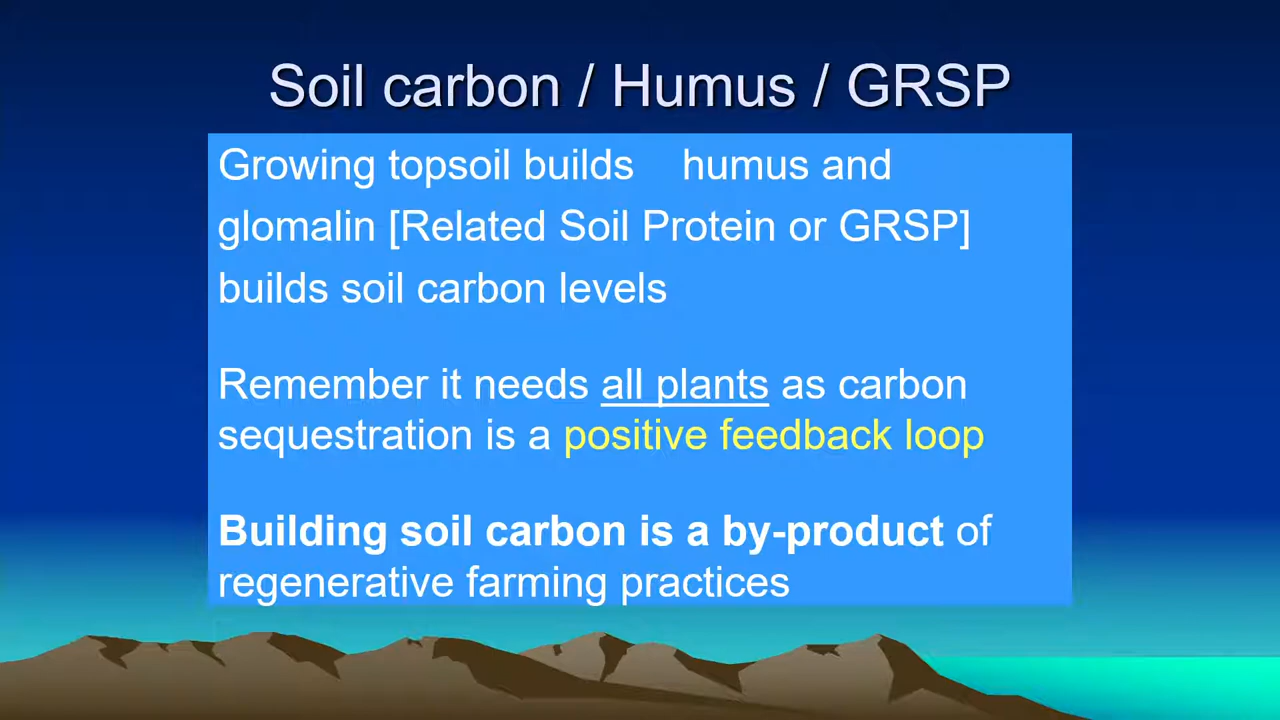 Soil carbon / Humus / GRSP
Growing topsoil builds humus and
glomalin [Related Soil Protein or GRSP]
builds soil carbon levels
Remember it needs all plants as carbon
sequestration is a positive feedback loop
Building soil carbon is a by-product of
regenerative farming practices